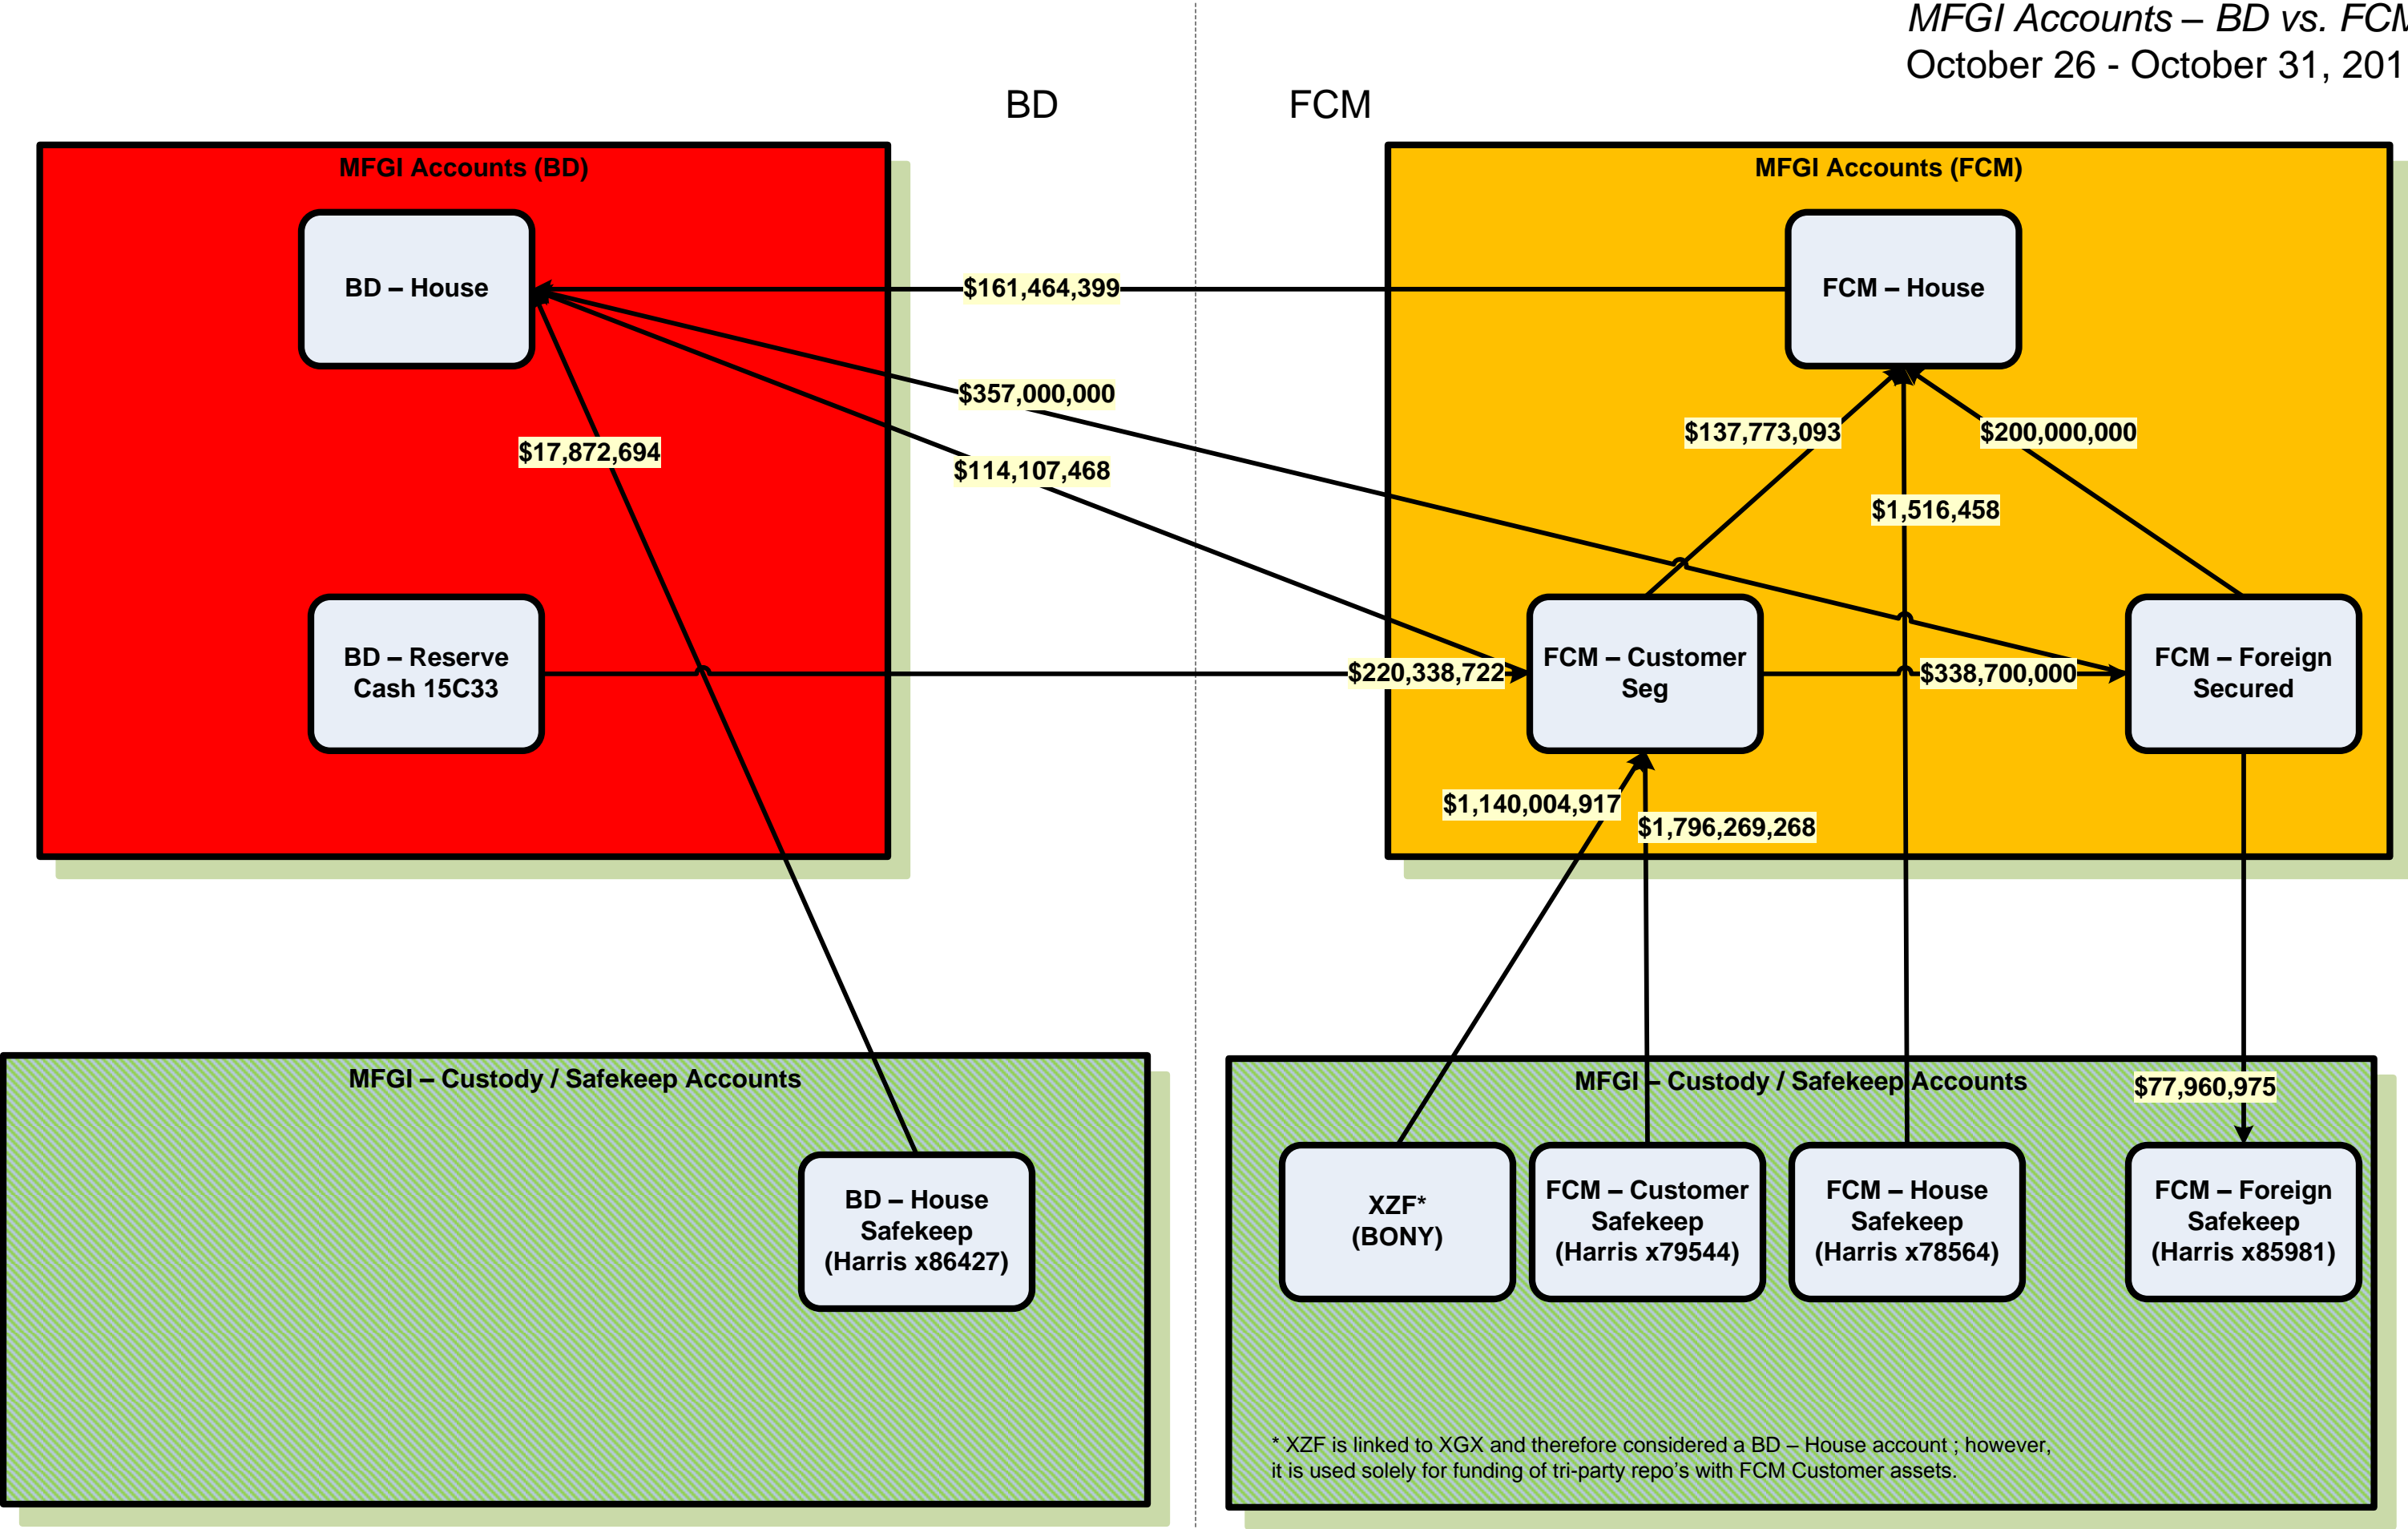 MFGI Accounts – BD vs. FCM
October 26 - October 31, 201
BD
FCM
MFGI Accounts (BD)
MFGI Accounts (FCM)
BD – House
FCM – House
$161,464,399
$357,000,000
$114,107,468
$17,872,694
$137,773,093
$200,000,000
$1,516,458
BD – Reserve
Cash 15C33
$220,338,722
FCM – Customer
Seg
$338,700,000
FCM – Foreign
Secured
$1,140,004,917
$1,796,269,268
MFGI – Custody / Safekeep Accounts
MFGI – Custody / Safekeep Accounts
$77,960,975
BD – House
Safekeep
(Harris x86427)
XZF*
(BONY)
FCM – Customer
Safekeep
(Harris x79544)
FCM – House
Safekeep
(Harris x78564)
FCM – Foreign
Safekeep
(Harris x85981)
* XZF is linked to XGX and therefore considered a BD – House account ; however,
it is used solely for funding of tri-party repo’s with FCM Customer assets.